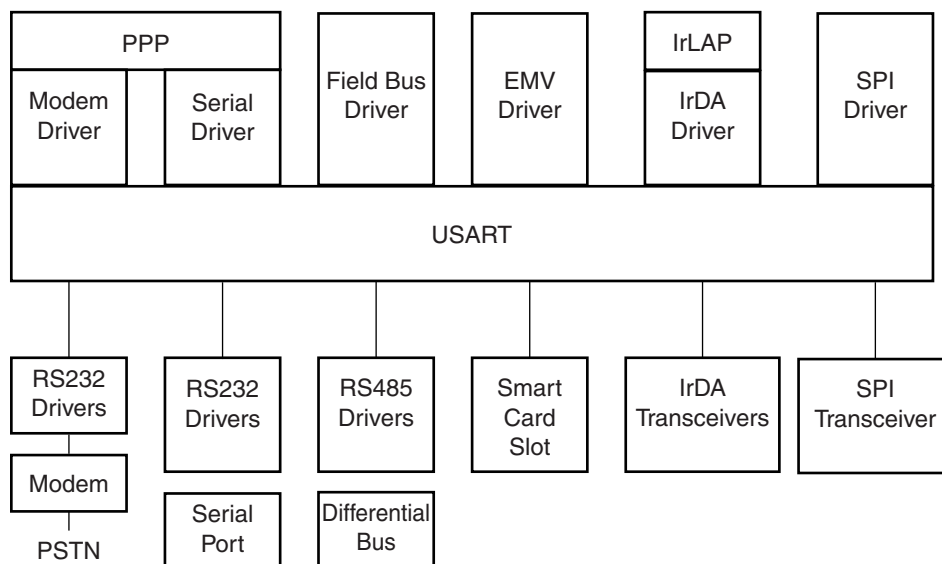 PPP
Modem
Driver
Serial
Driver
Field Bus
Driver
EMV
Driver
IrLAP
IrDA
Driver
SPI
Driver
USART
RS232
Drivers
Modem
PSTN
RS232
Drivers
Serial
Port
RS485
Drivers
Differential
Bus
Smart
Card
Slot
IrDA
Transceivers
SPI
Transceiver